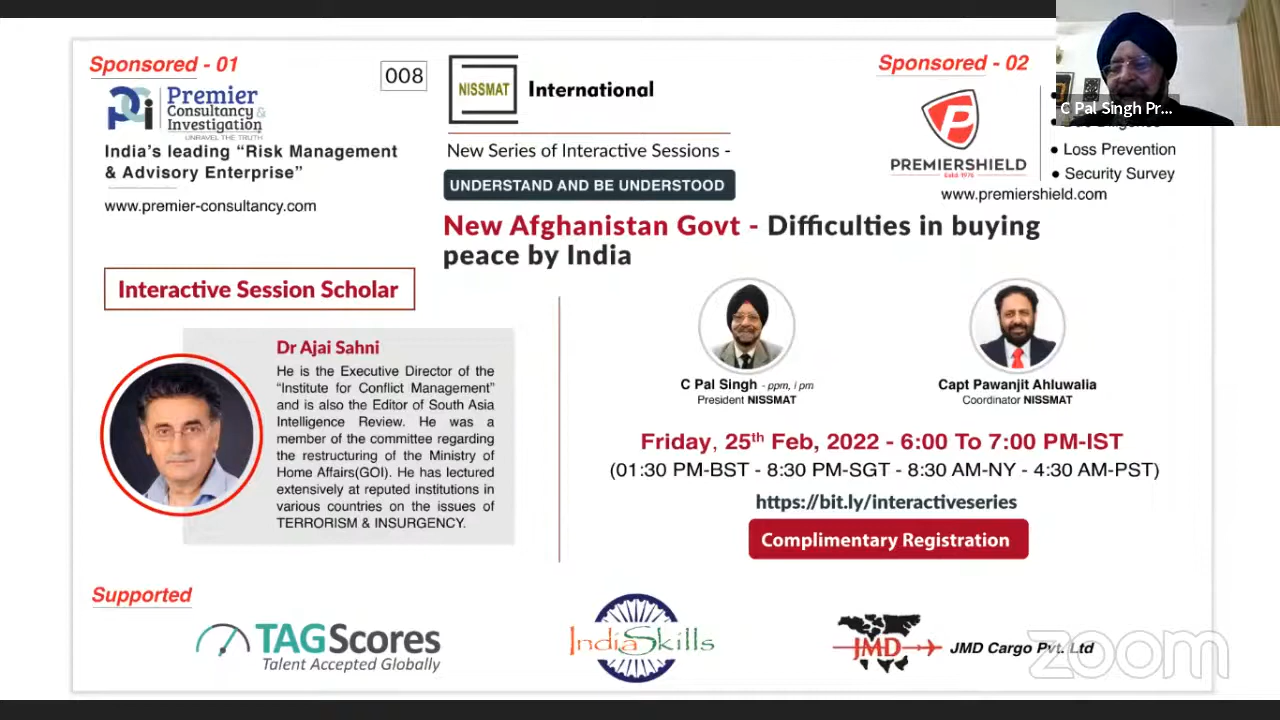 Sponsored - 01
Premier
Consultancy &
Investigation
UNRAVEL THE TRUTH
India's leading "Risk Management
& Advisory Enterprise"
www.premier-consultancy.com
008
NISSMAT
International
New Series of Interactive Sessions -
UNDERSTAND AND BE UNDERSTOOD
Sponsored - 02
PREMIERSHIELD
Estd. 1975
www.premiershield.com
C Pal Singh Pr...
● Loss Prevention
● Security Survey
New Afghanistan Govt - Difficulties in buying
peace by India
Interactive Session Scholar
Dr Ajai Sahni
He is the Executive Director of the
"Institute for Conflict Management"
and is also the Editor of South Asia
Intelligence Review. He was a
member of the committee regarding
the restructuring of the Ministry of
Home Affairs(GOI). He has lectured
extensively at reputed institutions in
various countries on the issues of
TERRORISM & INSURGENCY.
C Pal Singh - ppm, i pm
President NISSMAT
Capt Pawanjit Ahluwalia
Coordinator NISSMAT
Friday, 25th Feb, 2022 - 6:00 To 7:00 PM-IST
(01:30 PM-BST - 8:30 PM-SGT - 8:30 AM-NY - 4:30 AM-PST)
https://bit.ly/interactiveseries
Complimentary Registration
Supported
TAGScores
Talent Accepted Globally
IndiaSkills
JMD
JMD Cargo Pvt. Ltd
zoom